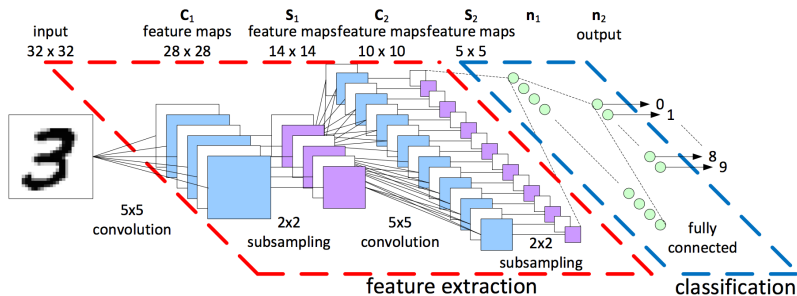 input
32 x 32
C₁
feature maps
28 x 28
S₁
feature maps
14 x 14
C₂
feature maps
10 x 10
S₂
feature maps
5 x 5
n₁
n₂
output
0
1
8
9
5x5
convolution
2x2
subsampling
5x5
convolution
2x2
subsampling
fully
connected
feature extraction
classification